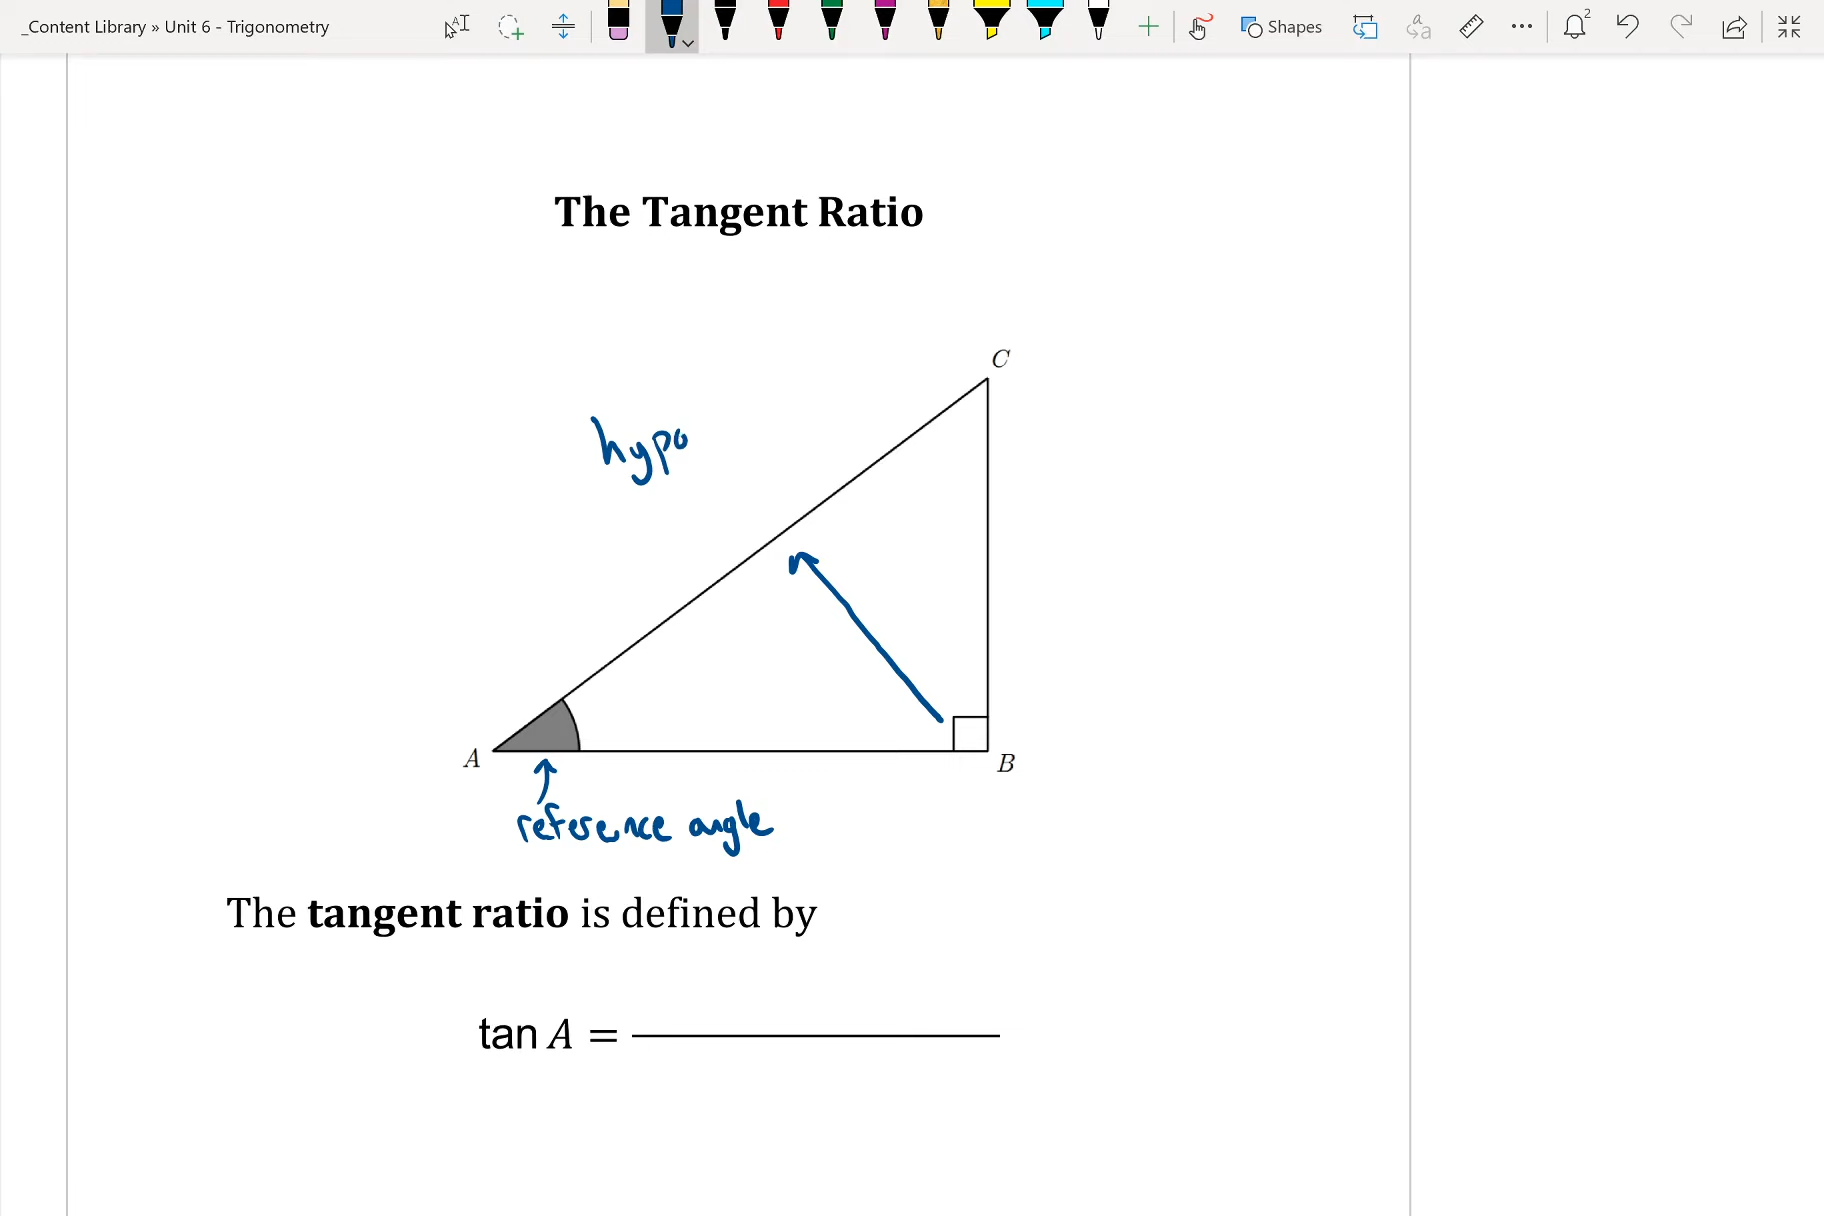 _Content Library » Unit 6 - Trigonometry
Shapes
2
The Tangent Ratio
C
hypo
A
B
reference angle
The tangent ratio is defined by
tan A =